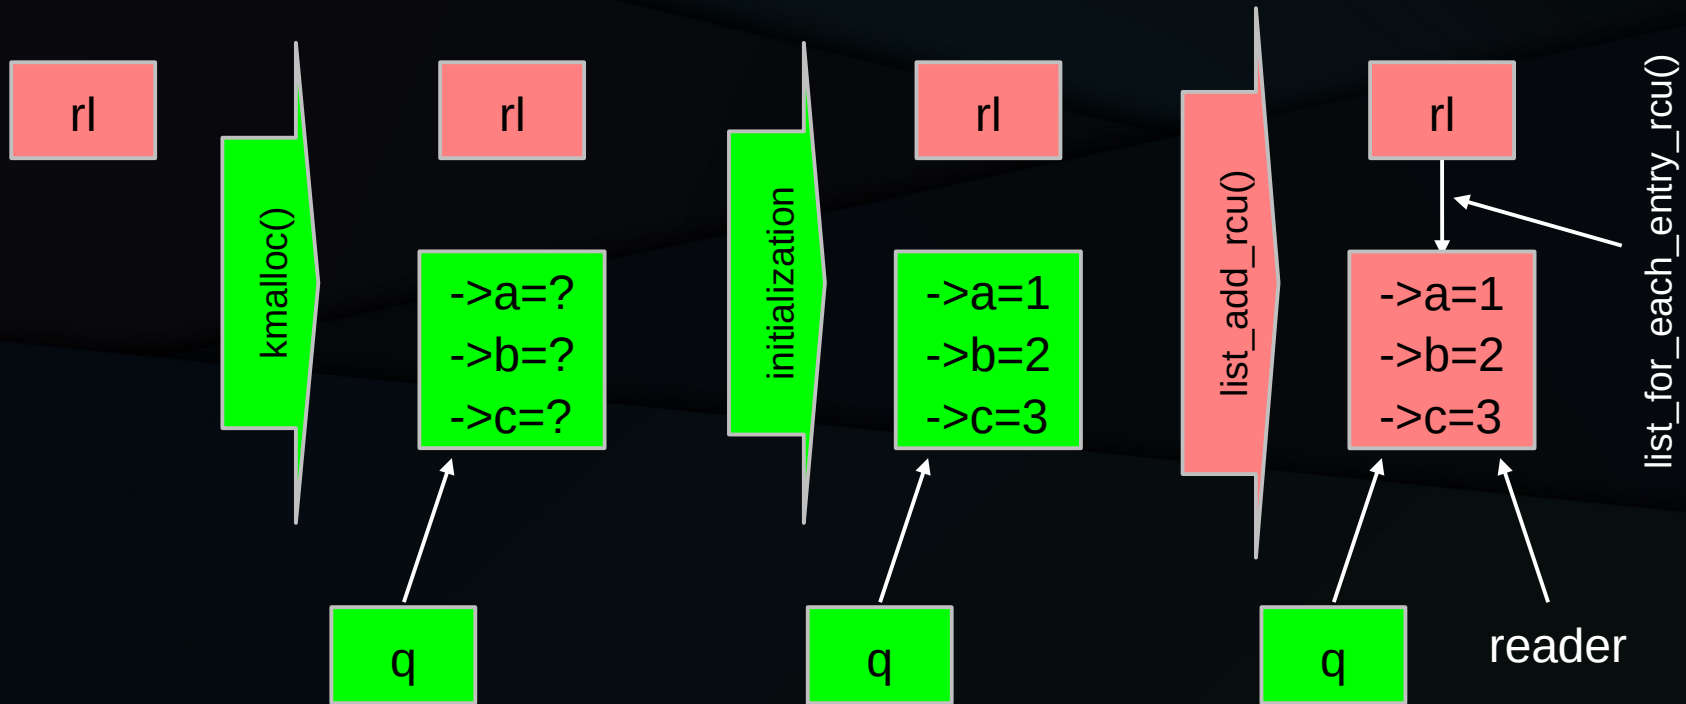 rl
kmalloc()
rl
->a=?
->b=?
->c=?
q
initialization
rl
->a=1
->b=2
->c=3
q
list_add_rcu()
rl
->a=1
->b=2
->c=3
q
reader
list_for_each_entry_rcu()